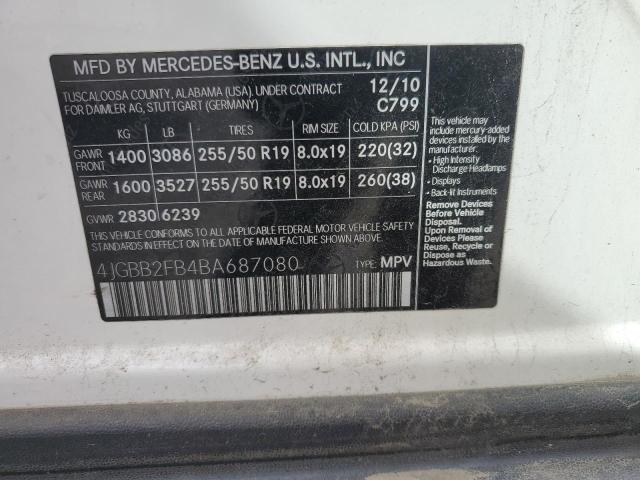 MFD BY MERCEDES-BENZ U.S. INTL., INC
TUSCALOOSA COUNTY, ALABAMA (USA), UNDER CONTRACT 12/10
FOR DAIMLER AG, STUTTGART (GERMANY) C799
KG LB TIRES RIM SIZE COLD KPA (PSI)
GAWR FRONT 1400 3086 255/50 R19 8.0x19 220(32)
GAWR REAR 1600 3527 255/50 R19 8.0x19 260(38)
GVWR 2830 6239
THIS VEHICLE CONFORMS TO ALL APPLICABLE FEDERAL MOTOR VEHICLE SAFETY
STANDARDS IN EFFECT ON THE DATE OF MANUFACTURE SHOWN ABOVE.
4JGBB2FB4BA687080 TYPE: MPV
This vehicle may
include mercury-added
devices installed by the
manufacturer:
• High Intensity
Discharge Headlamps
• Displays
• Back-lit Instruments
Remove Devices
Before Vehicle
Disposal.
Upon Removal of
Devices Please
Reuse, Recycle or
Dispose as
Hazardous Waste.